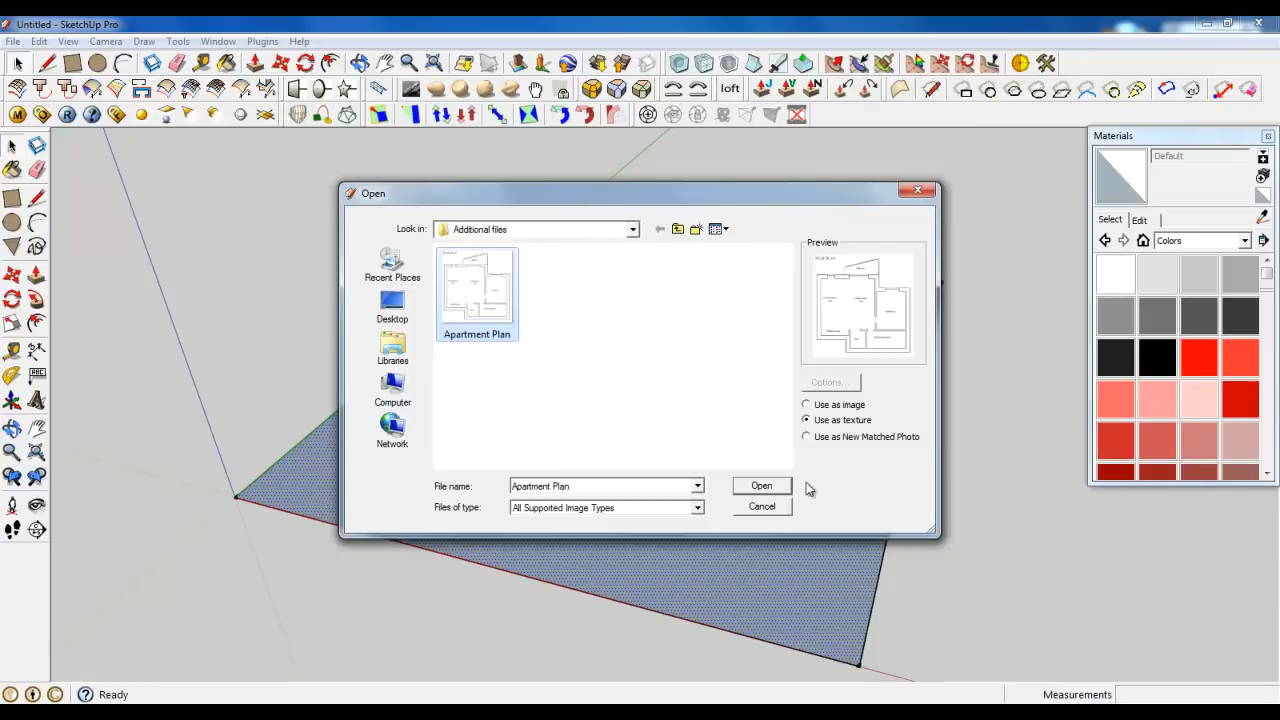 Untitled - SketchUp Pro
File Edit View Camera Draw Tools Window Plugins Help
loft
Materials
Default
Select Edit
Colors
Open
Look in: Additional files
Recent Places
Desktop
Libraries
Computer
Network
Apartment Plan
Preview
Options...
Use as image
Use as texture
Use as New Matched Photo
File name: Apartment Plan Open
Files of type: All Supported Image Types Cancel
Ready Measurements